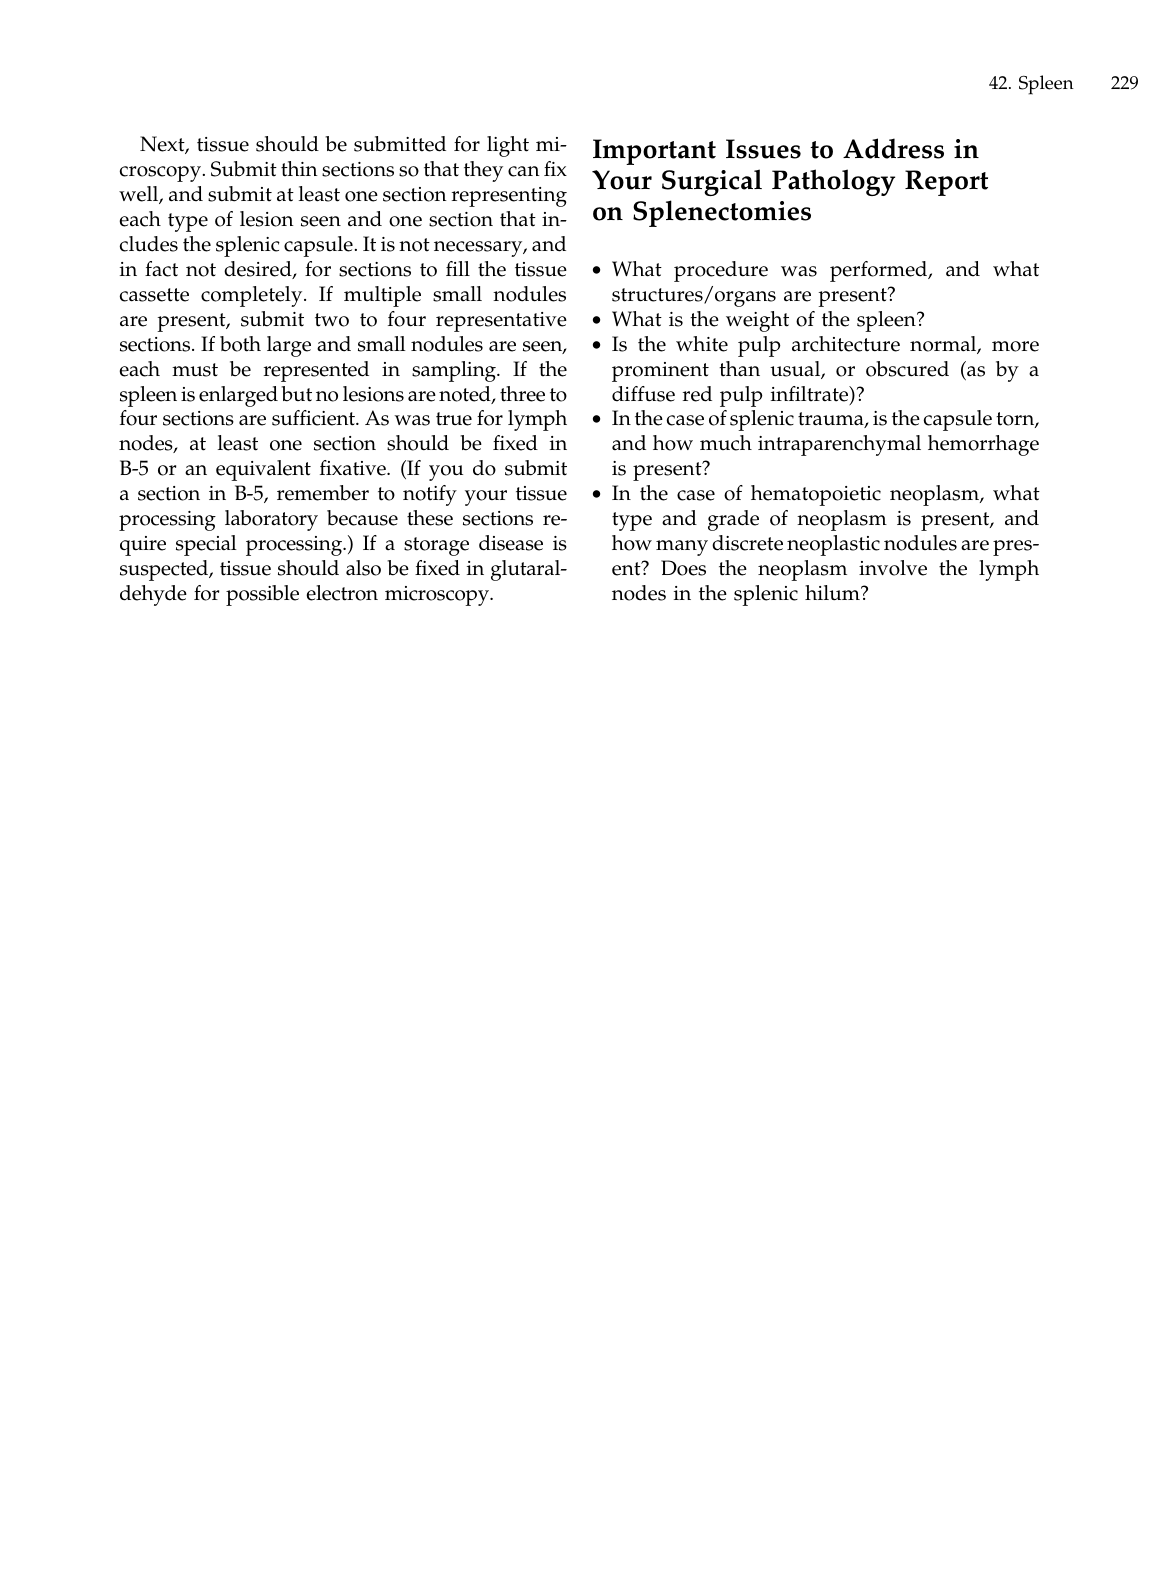 42. Spleen 229
Next, tissue should be submitted for light mi-
croscopy. Submit thin sections so that they can fix
well, and submit at least one section representing
each type of lesion seen and one section that in-
cludes the splenic capsule. It is not necessary, and
in fact not desired, for sections to fill the tissue
cassette completely. If multiple small nodules
are present, submit two to four representative
sections. If both large and small nodules are seen,
each must be represented in sampling. If the
spleen is enlarged but no lesions are noted, three to
four sections are sufficient. As was true for lymph
nodes, at least one section should be fixed in
B-5 or an equivalent fixative. (If you do submit
a section in B-5, remember to notify your tissue
processing laboratory because these sections re-
quire special processing.) If a storage disease is
suspected, tissue should also be fixed in glutaral-
dehyde for possible electron microscopy.
Important Issues to Address in
Your Surgical Pathology Report
on Splenectomies
• What procedure was performed, and what
structures/organs are present?
• What is the weight of the spleen?
• Is the white pulp architecture normal, more
prominent than usual, or obscured (as by a
diffuse red pulp infiltrate)?
• In the case of splenic trauma, is the capsule torn,
and how much intraparenchymal hemorrhage
is present?
• In the case of hematopoietic neoplasm, what
type and grade of neoplasm is present, and
how many discrete neoplastic nodules are pres-
ent? Does the neoplasm involve the lymph
nodes in the splenic hilum?